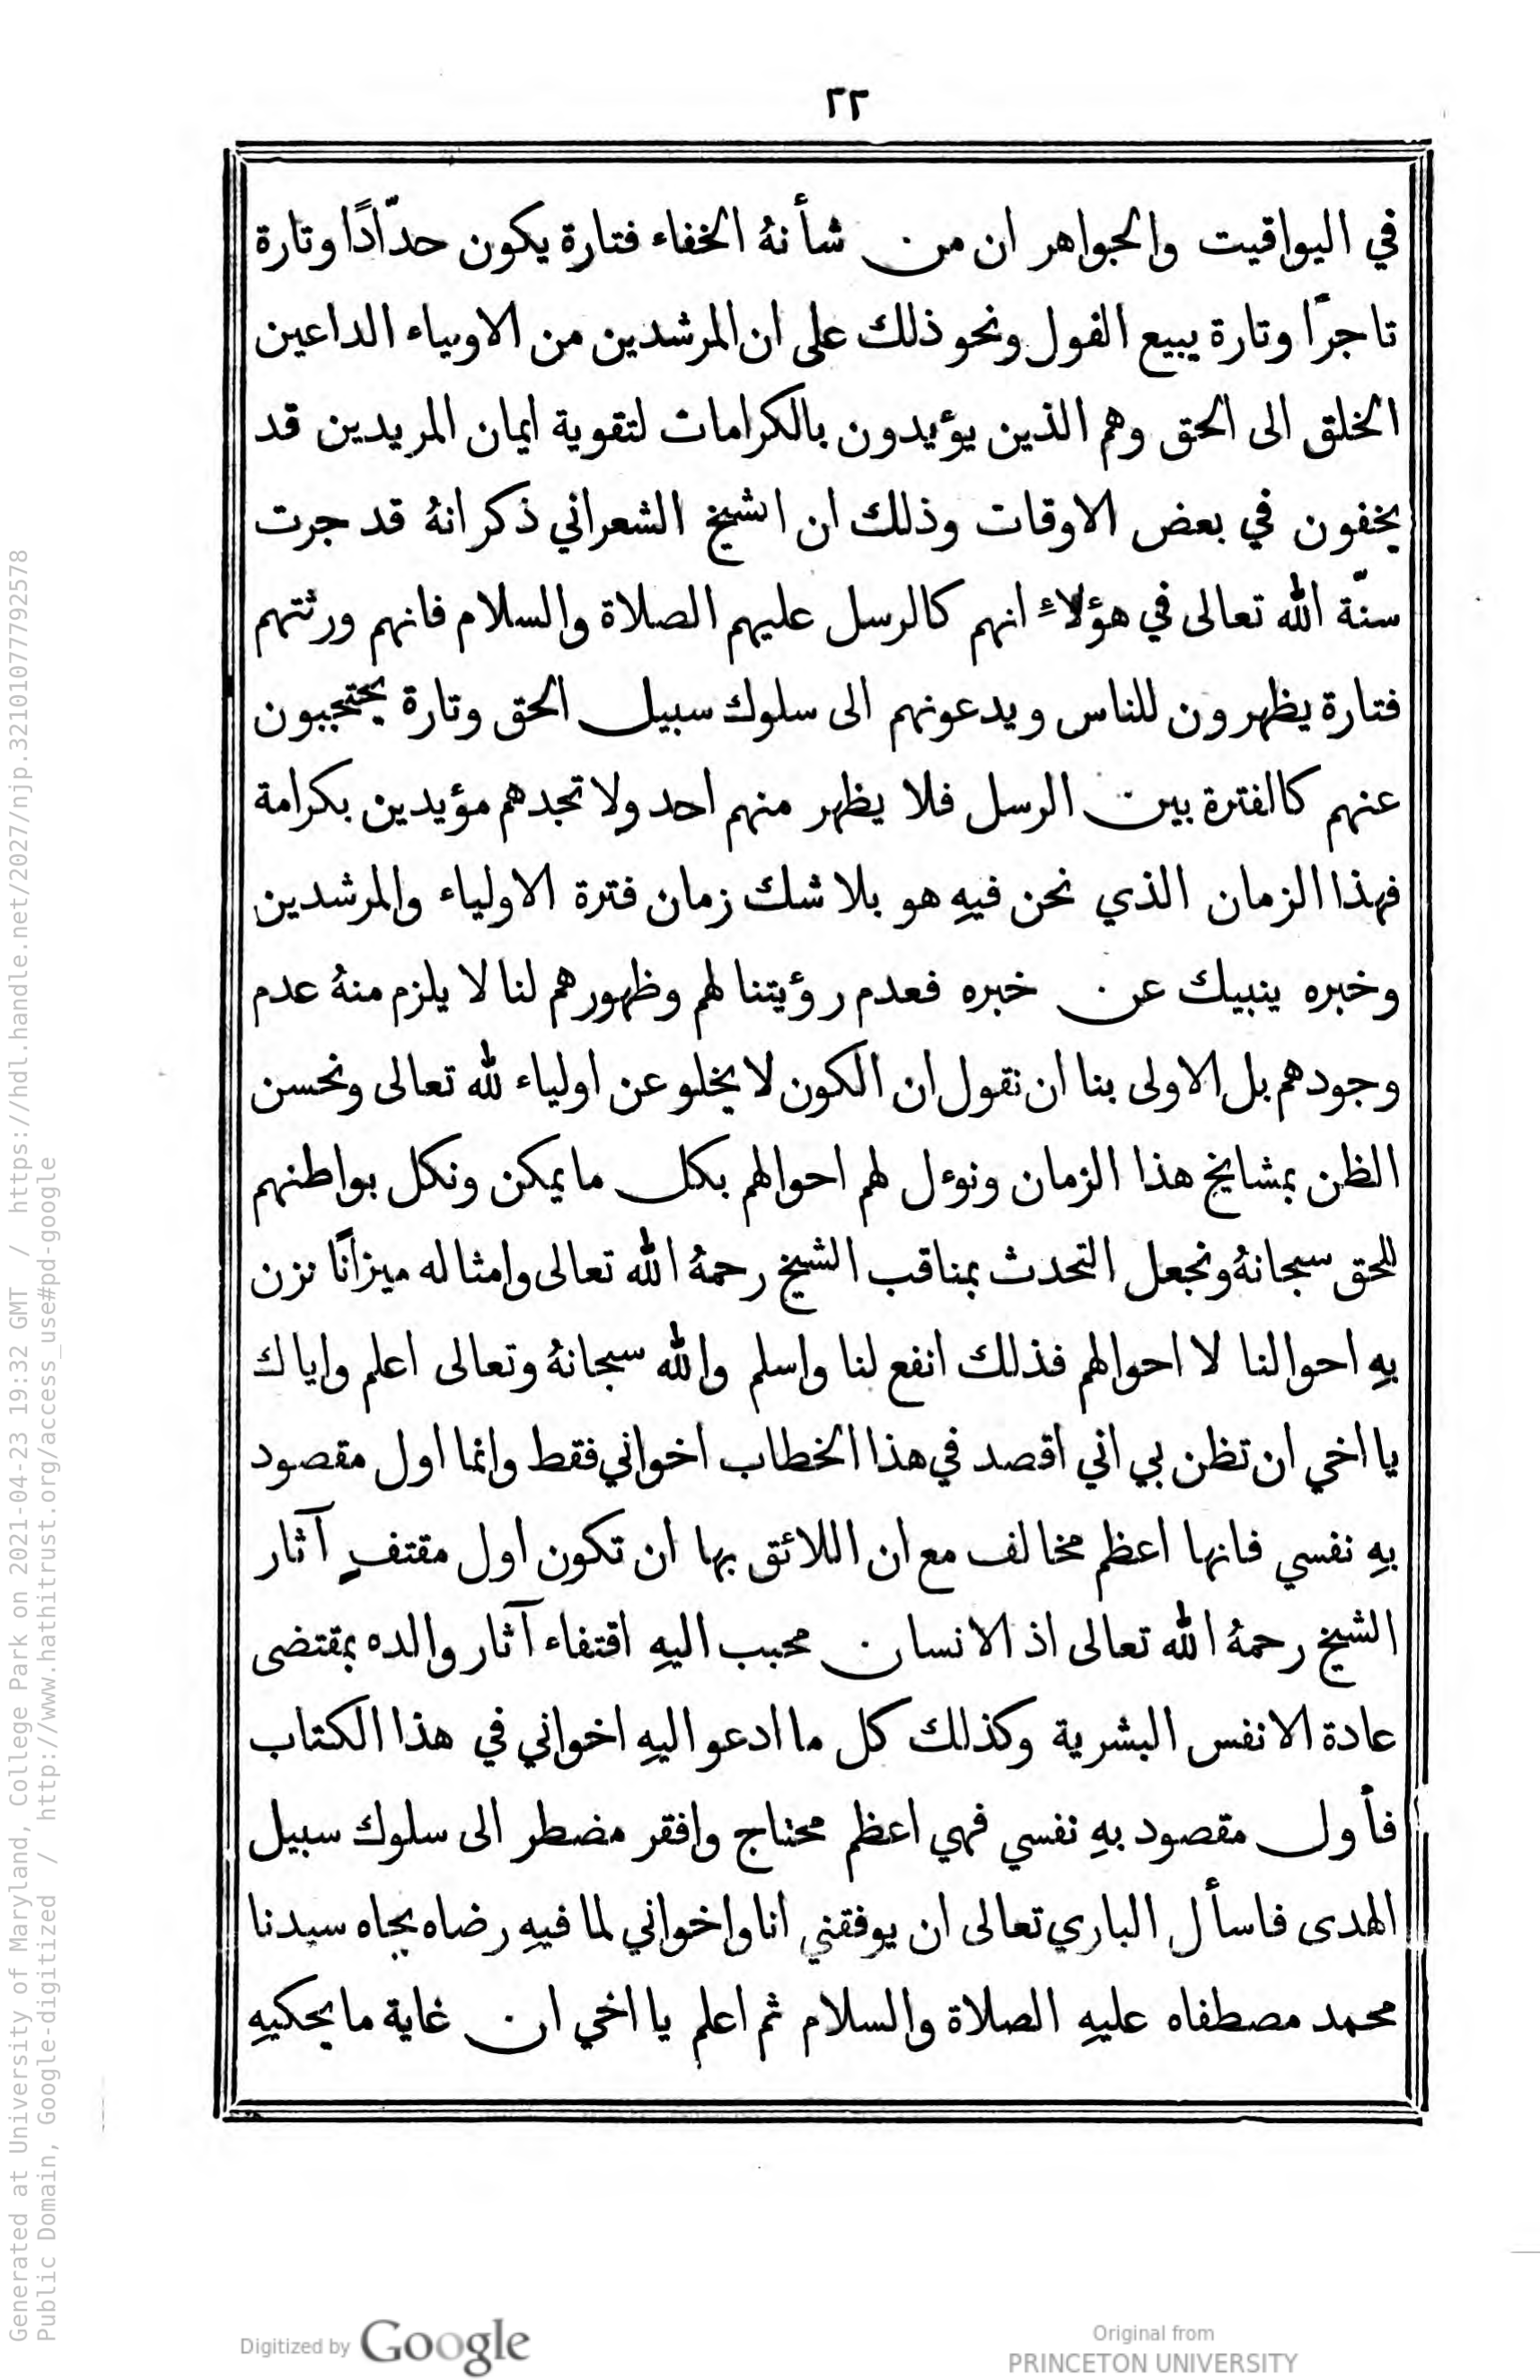 ٢٢
في اليواقيت والجواهر ان من شأنهُ الخفاء فتارة يكون حدّادًا وتارة
تاجرًا وتارة يبيع الفول ونحو ذلك على ان المرشدين من الاولياء الداعين
الخلق الى الحق وهم الذين يؤيدون بالكرامات لتقوية ايمان المريدين قد
يخفون في بعض الاوقات وذلك ان الشيخ الشعراني ذكر انهُ قد جرت
سنّة الله تعالى في هؤلاءِ انهم كالرسل عليهم الصلاة والسلام فانهم ورثتهم
فتارة يظهرون للناس ويدعونهم الى سلوك سبيل الحق وتارة يحتجبون
عنهم كالفترة بين الرسل فلا يظهر منهم احد ولا تجدهم مؤيدين بكرامة
فهذا الزمان الذي نحن فيهِ هو بلا شك زمان فترة الاولياء والمرشدين
وخبره ينبيك عن خبره فعدم رؤيتنا لهم وظهورهم لنا لا يلزم منهُ عدم
وجودهم بل الاولى بنا ان نقول ان الكون لا يخلو عن اولياء لله تعالى ونحسن
الظن بمشايخ هذا الزمان ونوءل لهم احوالهم بكل ما يمكن ونكل بواطنهم
للحق سبحانهُ ونجعل التحدث بمناقب الشيخ رحمهُ الله تعالى وامثاله ميزانًا نزن
بهِ احوالنا لا احوالهم فذلك انفع لنا واسلم والله سبحانهُ وتعالى اعلم واياك
يا اخي ان تظن بي اني اقصد في هذا الخطاب اخواني فقط وانما اول مقصود
بهِ نفسي فانها اعظم مخالف مع ان اللائق بها ان تكون اول مقتفٍ آثار
الشيخ رحمهُ الله تعالى اذ الانسان محبب اليهِ اقتفاء آثار والده بمقتضى
عادة الانفس البشرية وكذلك كل ما ادعو اليهِ اخواني في هذا الكتاب
فأول مقصود بهِ نفسي فهي اعظم محتاج وافقر مضطر الى سلوك سبيل
الهدى فاسأل الباري تعالى ان يوفقني انا واخواني لما فيهِ رضاه بجاه سيدنا
محمد مصطفاه عليهِ الصلاة والسلام ثم اعلم يا اخي ان غاية ما يحكيهِ
Generated at University of Maryland, College Park on 2021-04-23 19:32 GMT / https://hdl.handle.net/2027/njp.32101077792578
Public Domain, Google-digitized / http://www.hathitrust.org/access_use#pd-google
Digitized by Google
Original from
PRINCETON UNIVERSITY